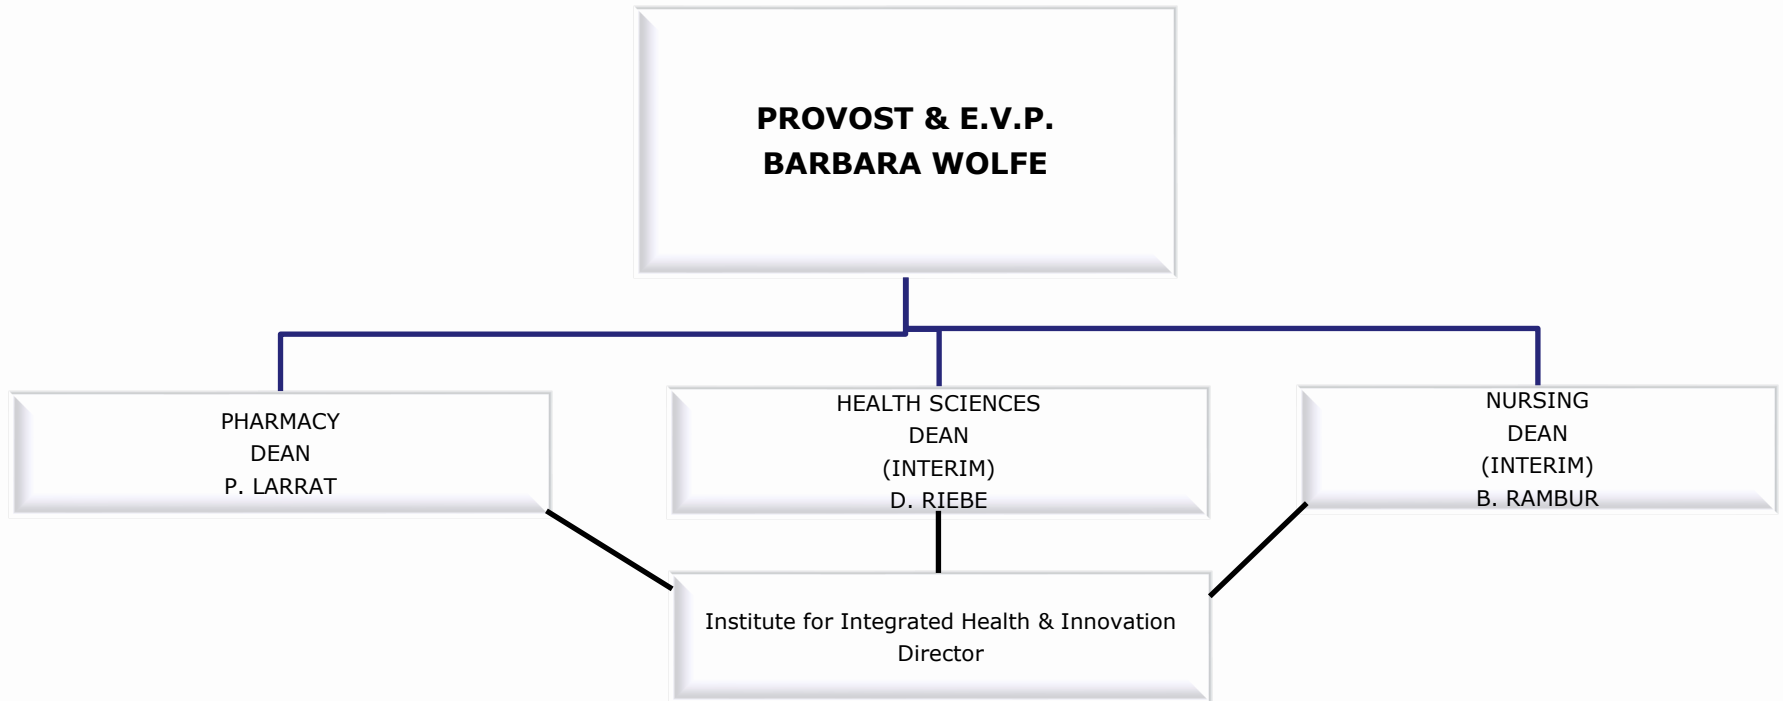 PROVOST & E.V.P.
BARBARA WOLFE
PHARMACY
DEAN
P. LARRAT
HEALTH SCIENCES
DEAN
(INTERIM)
D. RIEBE
NURSING
DEAN
(INTERIM)
B. RAMBUR
Institute for Integrated Health & Innovation
Director